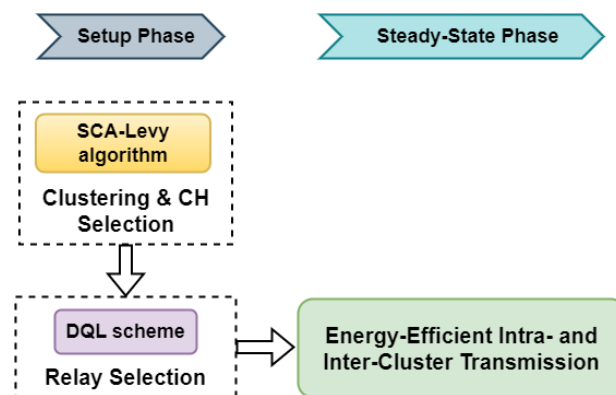 Setup Phase
Steady-State Phase
SCA-Levy
algorithm
Clustering & CH
Selection
DQL scheme
Relay Selection
Energy-Efficient Intra- and
Inter-Cluster Transmission